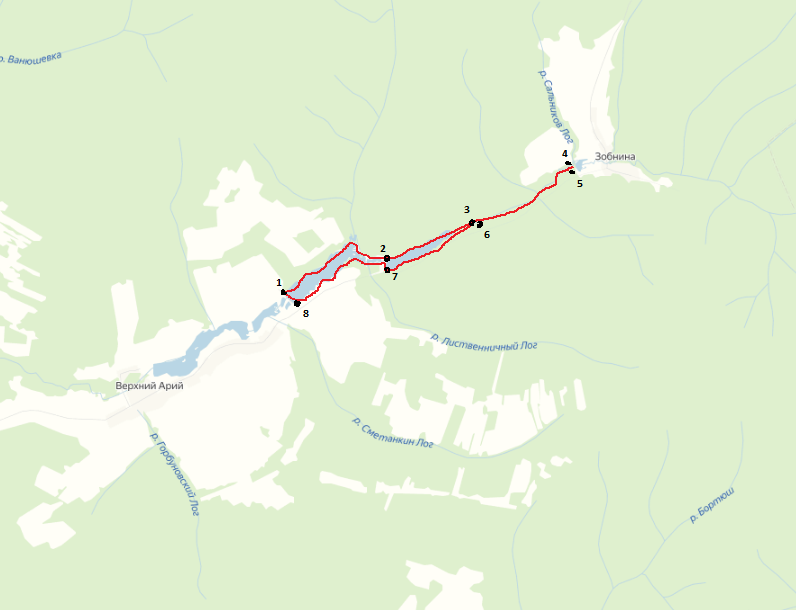 р. Ванюшевка
р. Сальников Лог
4
Зобнина
5
3
6
2
7
1
8
р. Лиственничный Лог
Верхний Арий
р. Сметанкин Лог
р. Горбуновский Лог
р. Бортюш